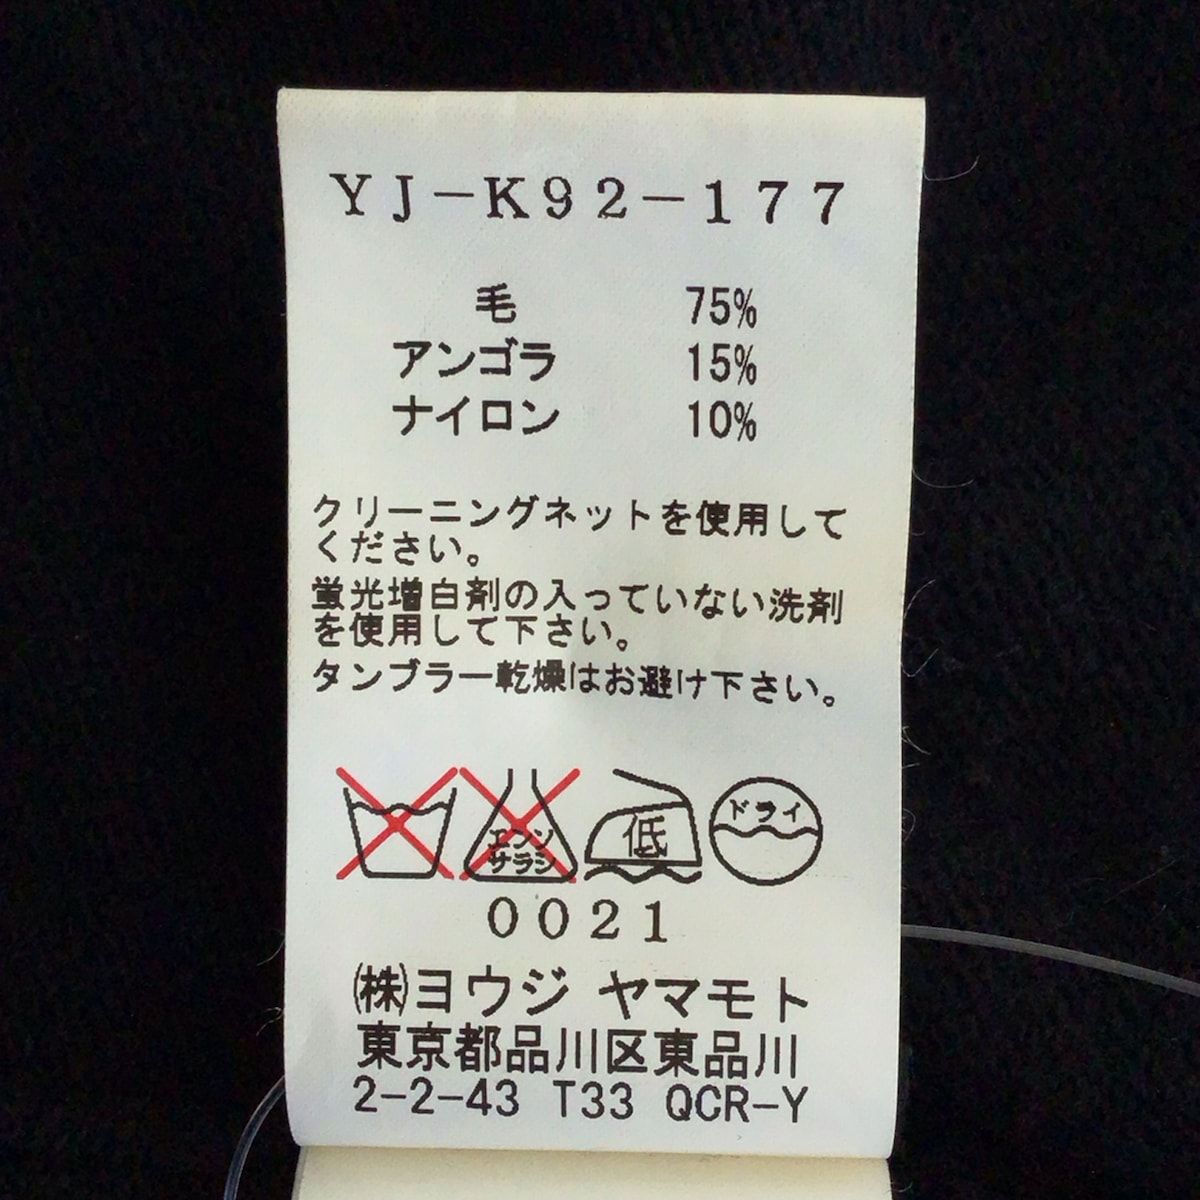 YJ-K92-177
毛 75%
アンゴラ 15%
ナイロン 10%
クリーニングネットを使用して
ください。
蛍光増白剤の入っていない洗剤
を使用して下さい。
タンブラー乾燥はお避け下さい。
エンソ
サラシ
低
ドライ
0021
㈱ヨウジ ヤマモト
東京都品川区東品川
2-2-43 T33 QCR-Y